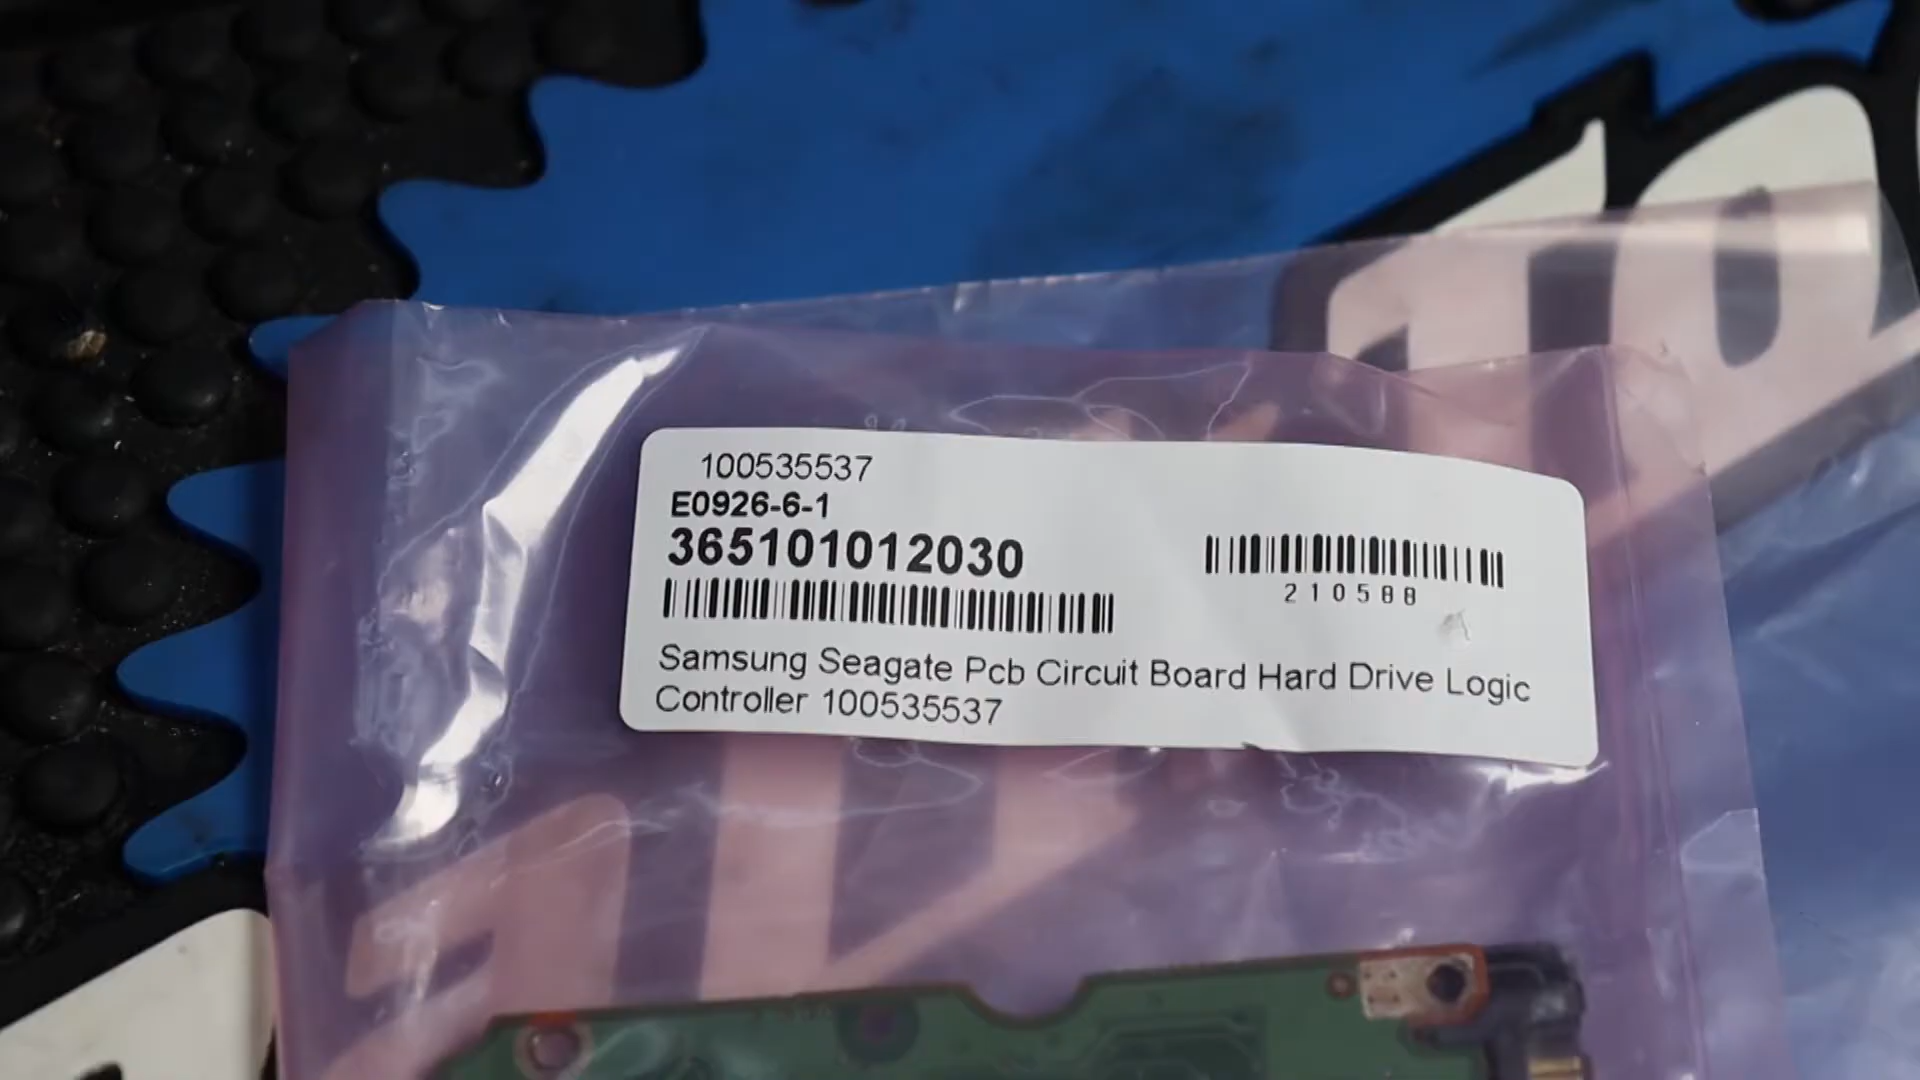 100535537
E0926-6-1
365101012030
210588
Samsung Seagate Pcb Circuit Board Hard Drive Logic
Controller 100535537